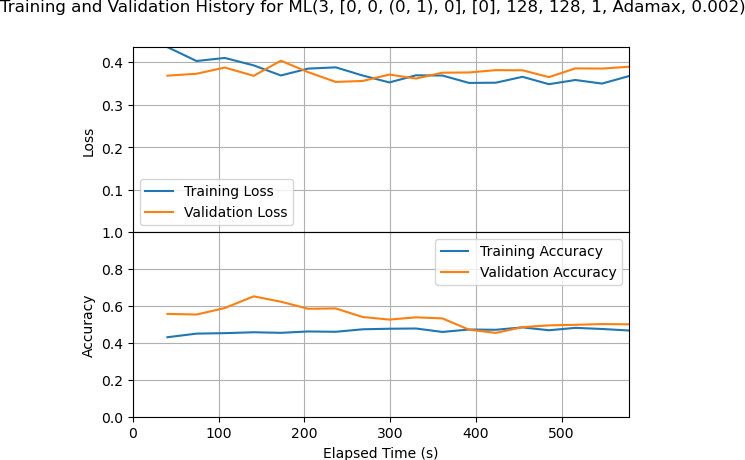 Training and Validation History for ML(3, [0, 0, (0, 1), 0], [0], 128, 128, 1, Adamax, 0.002)
0.4
0.3
0.2
0.1
Loss
Training Loss
Validation Loss
1.0
0.8
0.6
0.4
0.2
0.0
Accuracy
Training Accuracy
Validation Accuracy
0 100 200 300 400 500
Elapsed Time (s)